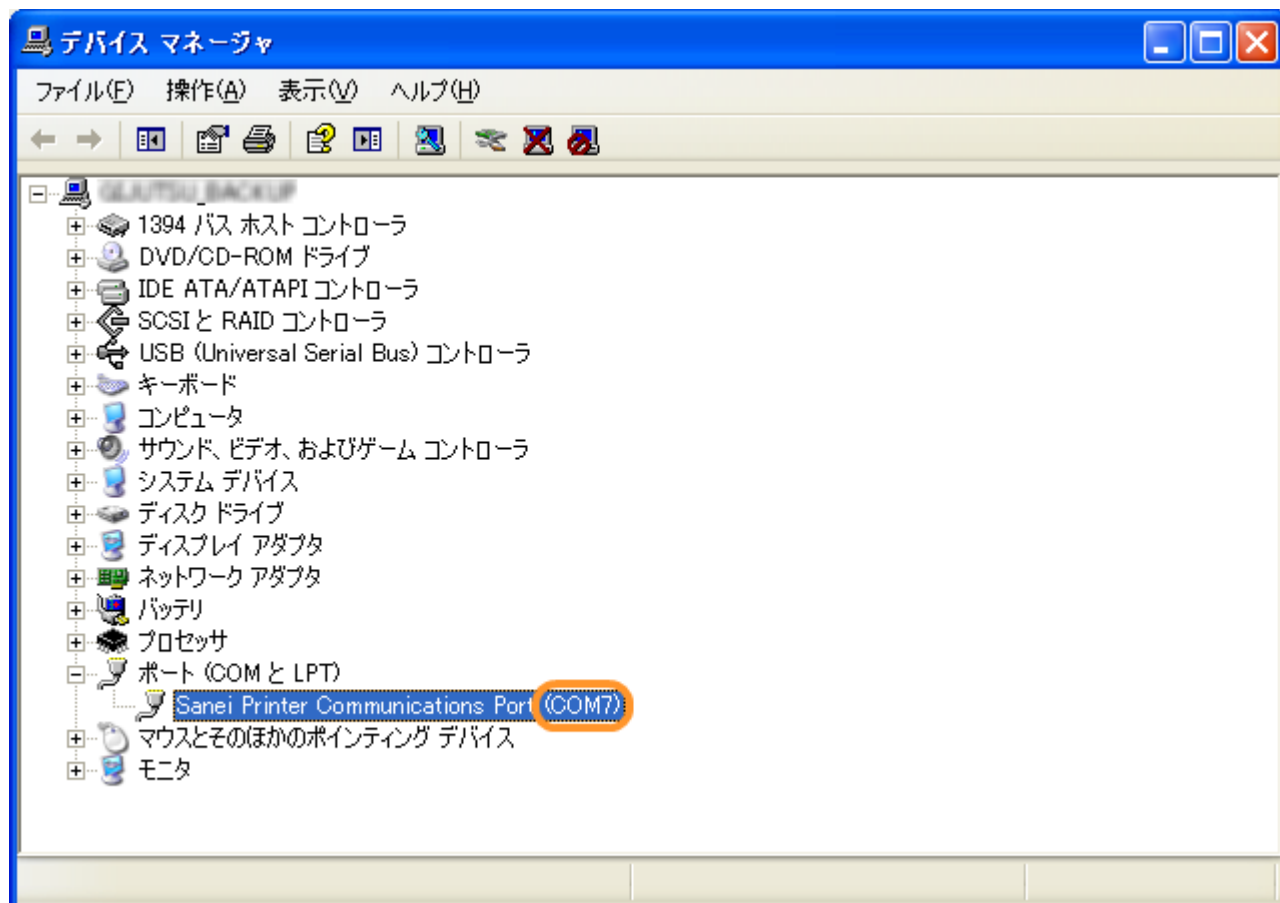 デバイス マネージャ
ファイル(F) 操作(A) 表示(V) ヘルプ(H)
1394 バス ホスト コントローラ
DVD/CD-ROM ドライブ
IDE ATA/ATAPI コントローラ
SCSI と RAID コントローラ
USB (Universal Serial Bus) コントローラ
キーボード
コンピュータ
サウンド、ビデオ、およびゲーム コントローラ
システム デバイス
ディスク ドライブ
ディスプレイ アダプタ
ネットワーク アダプタ
バッテリ
プロセッサ
ポート (COM と LPT)
Sanei Printer Communications Port (COM7)
マウスとそのほかのポインティング デバイス
モニタ